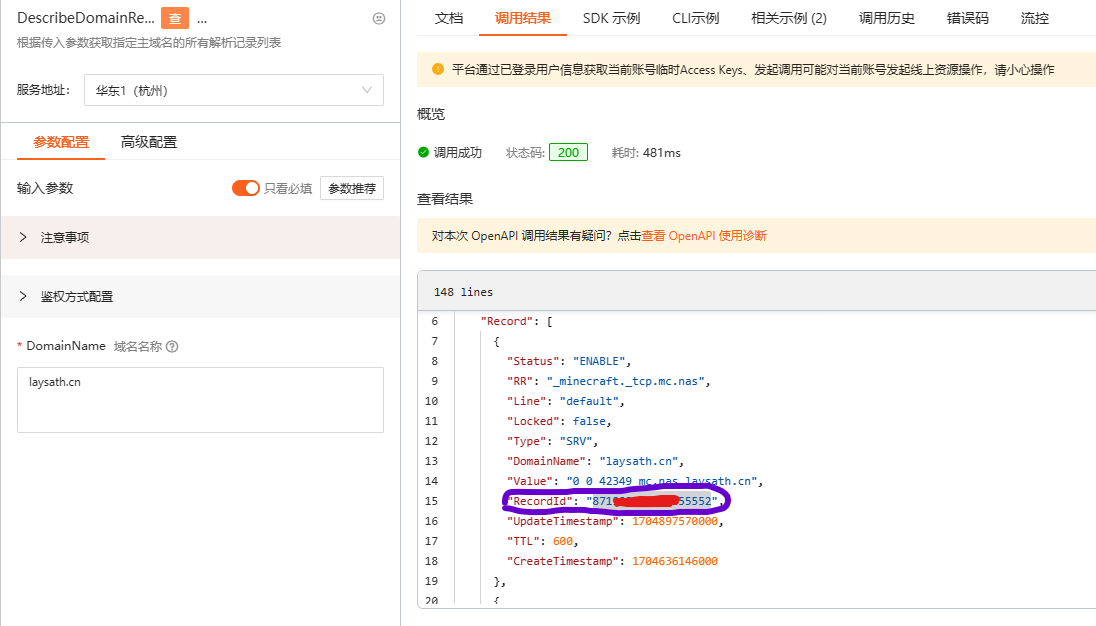 DescribeDomainRe... 查 ...
根据传入参数获取指定主域名的所有解析记录列表
服务地址： 华东1（杭州）
参数配置 高级配置
输入参数 只看必填 参数推荐
注意事项
鉴权方式配置
* DomainName 域名名称
laysath.cn
文档 调用结果 SDK 示例 CLI示例 相关示例 (2) 调用历史 错误码 流控
平台通过已登录用户信息获取当前账号临时Access Keys、发起调用可能对当前账号发起线上资源操作，请小心操作
概览
调用成功 状态码: 200 耗时: 481ms
查看结果
对本次 OpenAPI 调用结果有疑问？点击查看 OpenAPI 使用诊断
148 lines
6 "Record": [
7 {
8 "Status": "ENABLE",
9 "RR": "_minecraft._tcp.mc.nas",
10 "Line": "default",
11 "Locked": false,
12 "Type": "SRV",
13 "DomainName": "laysath.cn",
14 "Value": "0 0 42349 mc.nas.laysath.cn",
15 "RecordId": "871 55552",
16 "UpdateTimestamp": 1704897570000,
17 "TTL": 600,
18 "CreateTimestamp": 1704636146000
19 },
20 {